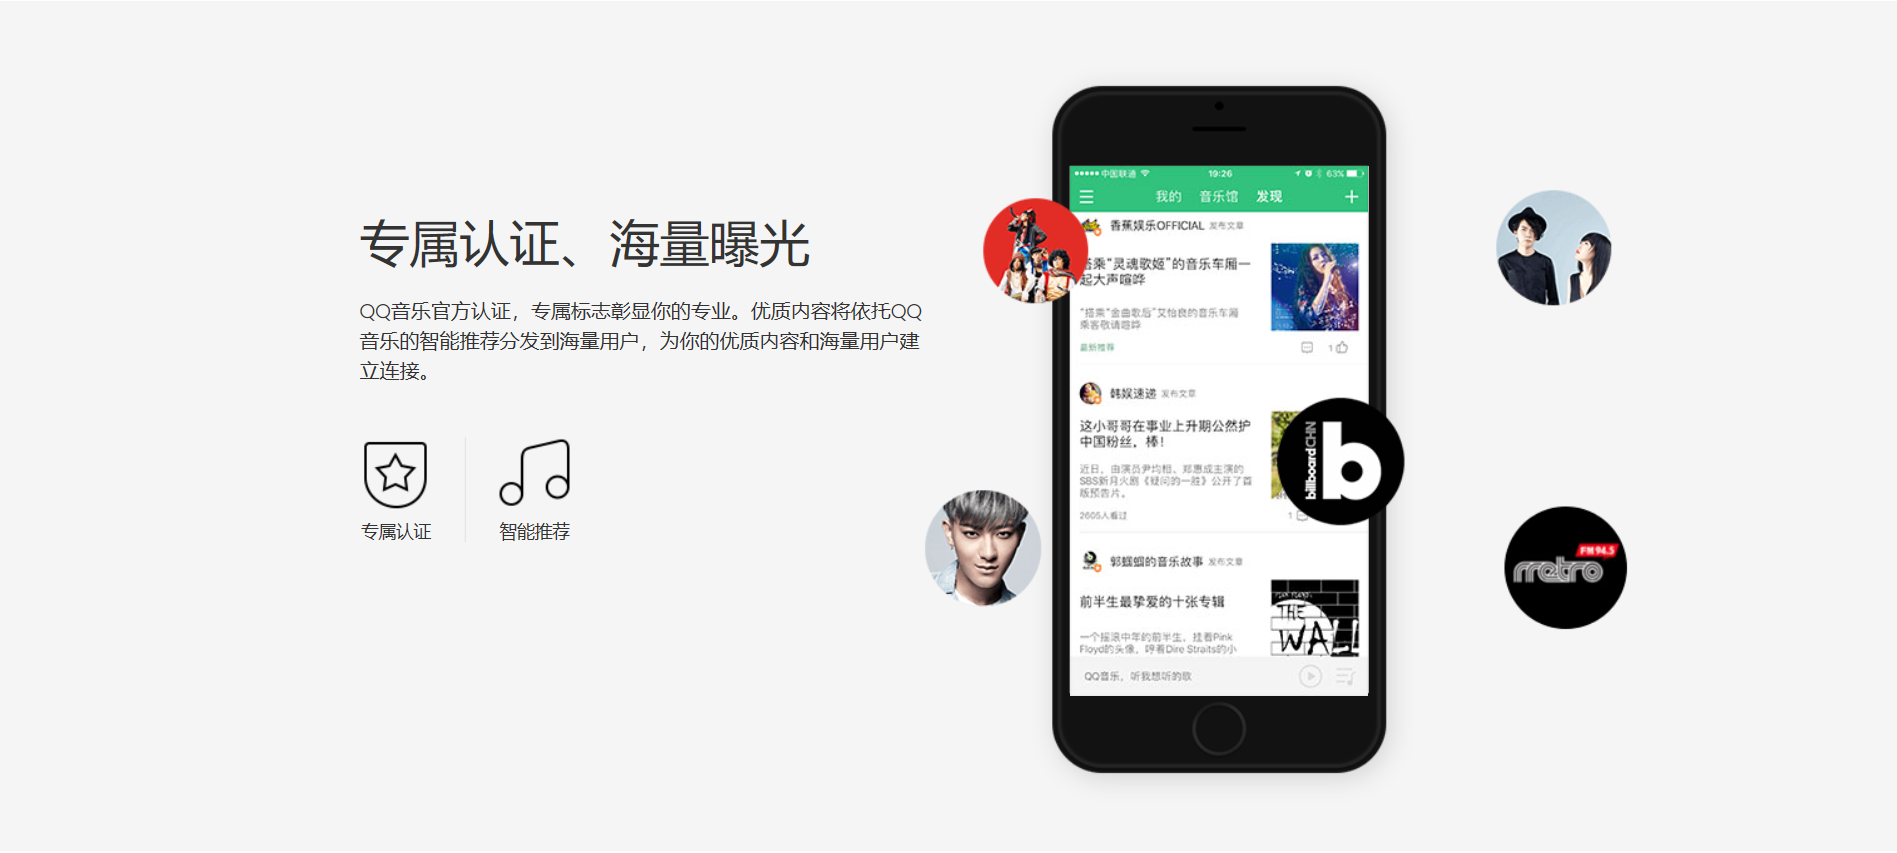 专属认证、海量曝光
QQ音乐官方认证，专属标志彰显你的专业。优质内容将依托QQ
音乐的智能推荐分发到海量用户，为你的优质内容和海量用户建
立连接。
专属认证
智能推荐
中国联通
19:26
63%
我的
音乐馆
发现
香蕉娱乐OFFICIAL 发布文章
搭乘“灵魂歌姬”的音乐车厢一
起大声喧哗
“搭乘“金曲歌后”艾怡良的音乐车厢
乘客敬请喧哗
最新推荐
1
韩娱速递 发布文章
这小哥哥在事业上升期公然护
中国粉丝，棒！
近日，由演员尹均相、郑惠成主演的
SBS新月火剧《疑问的一胜》公开了首
版预告片。
2605人看过
1
billboardCHN
b
郭蝈蝈的音乐故事 发布文章
前半生最挚爱的十张专辑
一个摇滚中年的前半生，挂着Pink
Floyd的头像，哼着Dire Straits的小
PINK FLOYD
THE
WALL
QQ音乐，听我想听的歌
FM94.5
metro